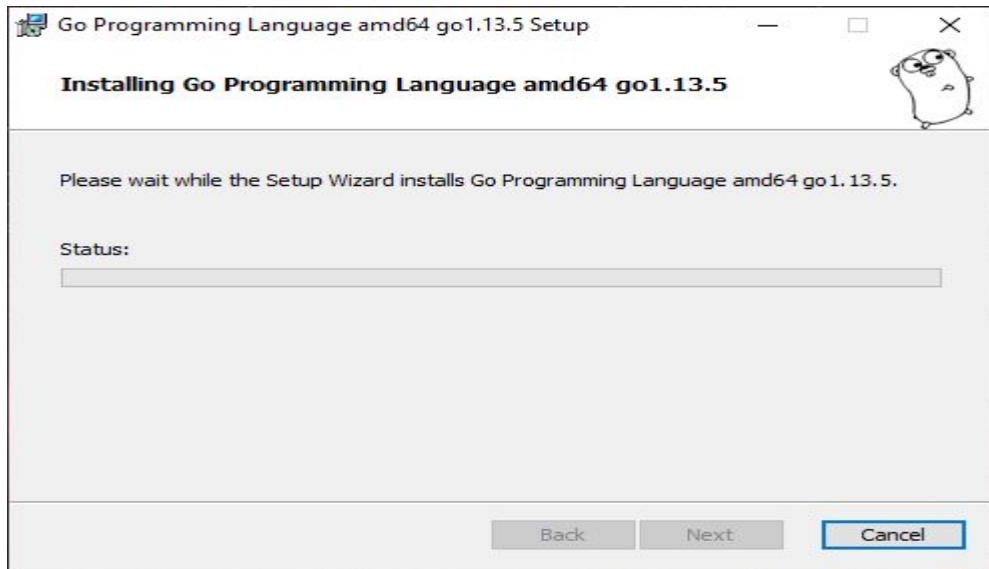 Go Programming Language amd64 go1.13.5 Setup
Installing Go Programming Language amd64 go1.13.5
Please wait while the Setup Wizard installs Go Programming Language amd64 go1.13.5.
Status:
Back
Next
Cancel